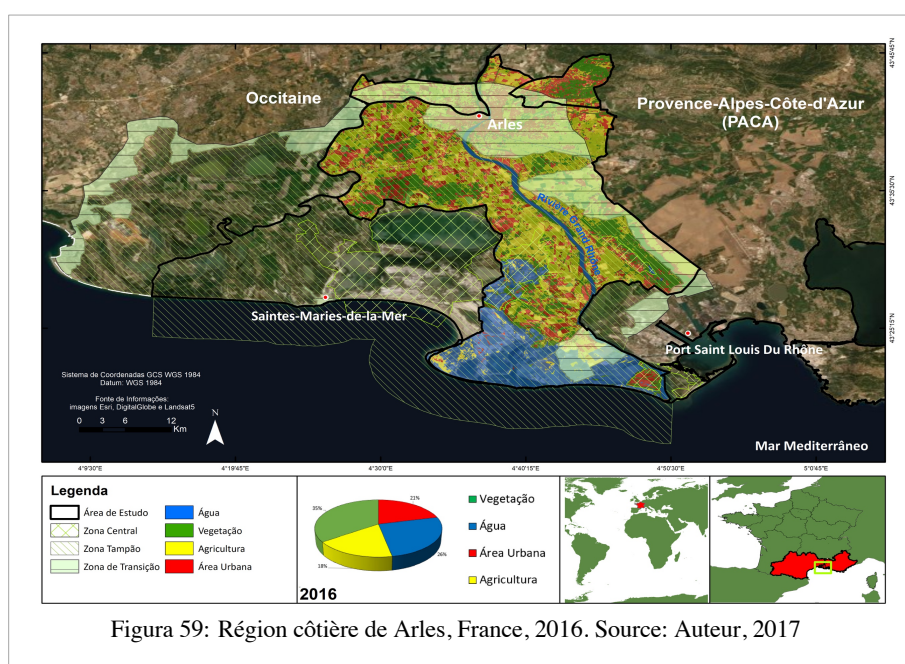 Occitaine
Provence-Alpes-Côte-d'Azur
(PACA)
Arles
Rivière Grand Rhône
Saintes-Maries-de-la-Mer
Port Saint Louis Du Rhône
Mar Mediterrâneo
Sistema de Coordenadas GCS WGS 1984
Datum: WGS 1984
Fonte de Informações:
imagens Esri, DigitalGlobe e Landsat5
0 3 6 12
Km
N
43°45'45"N
43°35'30"N
43°25'15"N
4°9'30"E 4°19'45"E 4°30'0"E 4°40'15"E 4°50'30"E 5°0'45"E
Legenda
Área de Estudo
Zona Central
Zona Tampão
Zona de Transição
Água
Vegetação
Agricultura
Área Urbana
35%
21%
18%
26%
2016
Vegetação
Água
Área Urbana
Agricultura
Figura 59: Région côtière de Arles, France, 2016. Source: Auteur, 2017